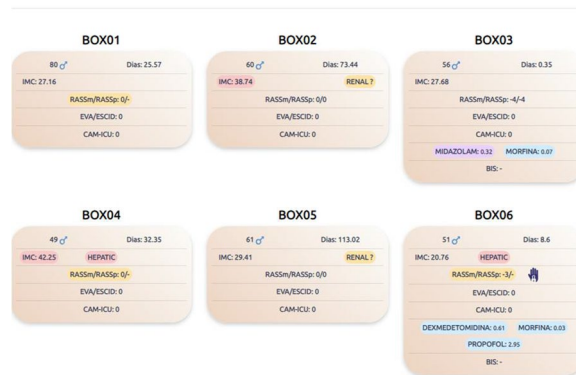 BOX01
80 ♂ Dias: 25.57
IMC: 27.16
RASSm/RASSp: 0/-
EVA/ESCID: 0
CAM-ICU: 0
BOX02
60 ♂ Dias: 73.44
IMC: 38.74 RENAL ?
RASSm/RASSp: 0/0
EVA/ESCID: 0
CAM-ICU: 0
BOX03
56 ♂ Dias: 0.35
IMC: 27.68
RASSm/RASSp: -4/-4
EVA/ESCID: 0
CAM-ICU: 0
MIDAZOLAM: 0.32 MORFINA: 0.07
BIS: -
BOX04
49 ♂ Dias: 32.35
IMC: 42.25 HEPATIC
RASSm/RASSp: 0/-
EVA/ESCID: 0
CAM-ICU: 0
BOX05
61 ♂ Dias: 113.02
IMC: 29.41 RENAL ?
RASSm/RASSp: 0/0
EVA/ESCID: 0
CAM-ICU: 0
BOX06
51 ♂ Dias: 8.6
IMC: 20.76 HEPATIC
RASSm/RASSp: -3/-
EVA/ESCID: 0
CAM-ICU: 0
DEXMEDETOMIDINA: 0.61 MORFINA: 0.03
PROPOFOL: 2.95
BIS: -